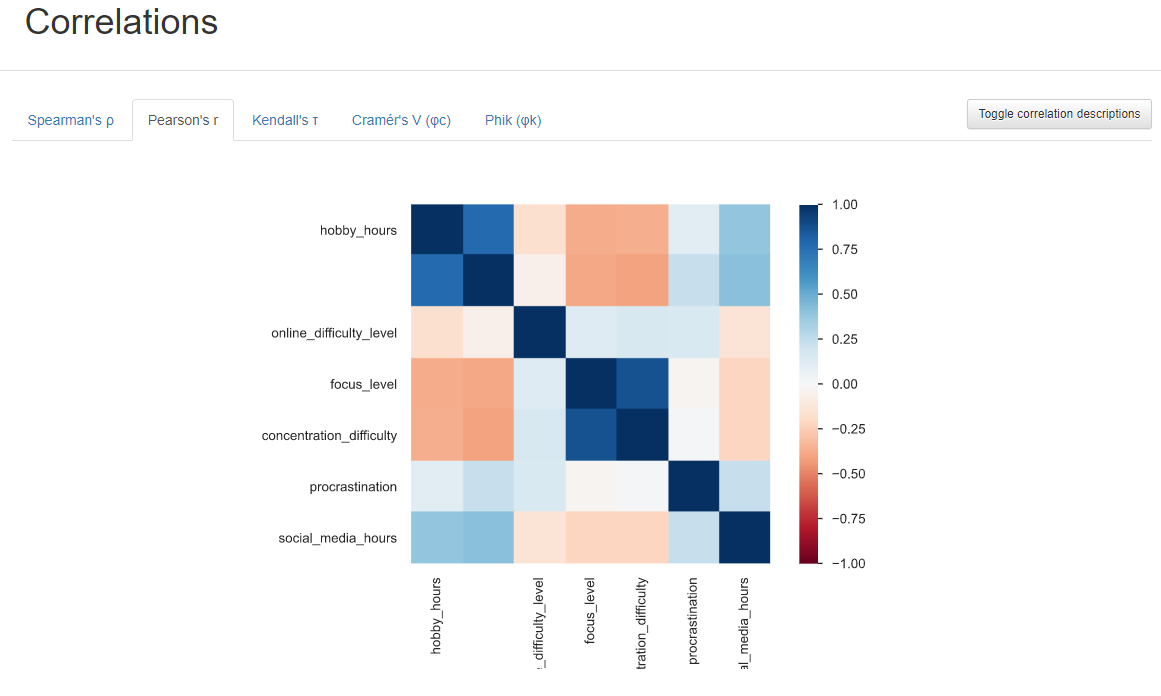 Correlations
Spearman's ρ
Pearson's r
Kendall's τ
Cramér's V (φc)
Phik (φk)
Toggle correlation descriptions
hobby_hours
online_difficulty_level
focus_level
concentration_difficulty
procrastination
social_media_hours
1.00
0.75
0.50
0.25
0.00
−0.25
−0.50
−0.75
−1.00
hobby_hours
_difficulty_level
focus_level
tration_difficulty
procrastination
al_media_hours